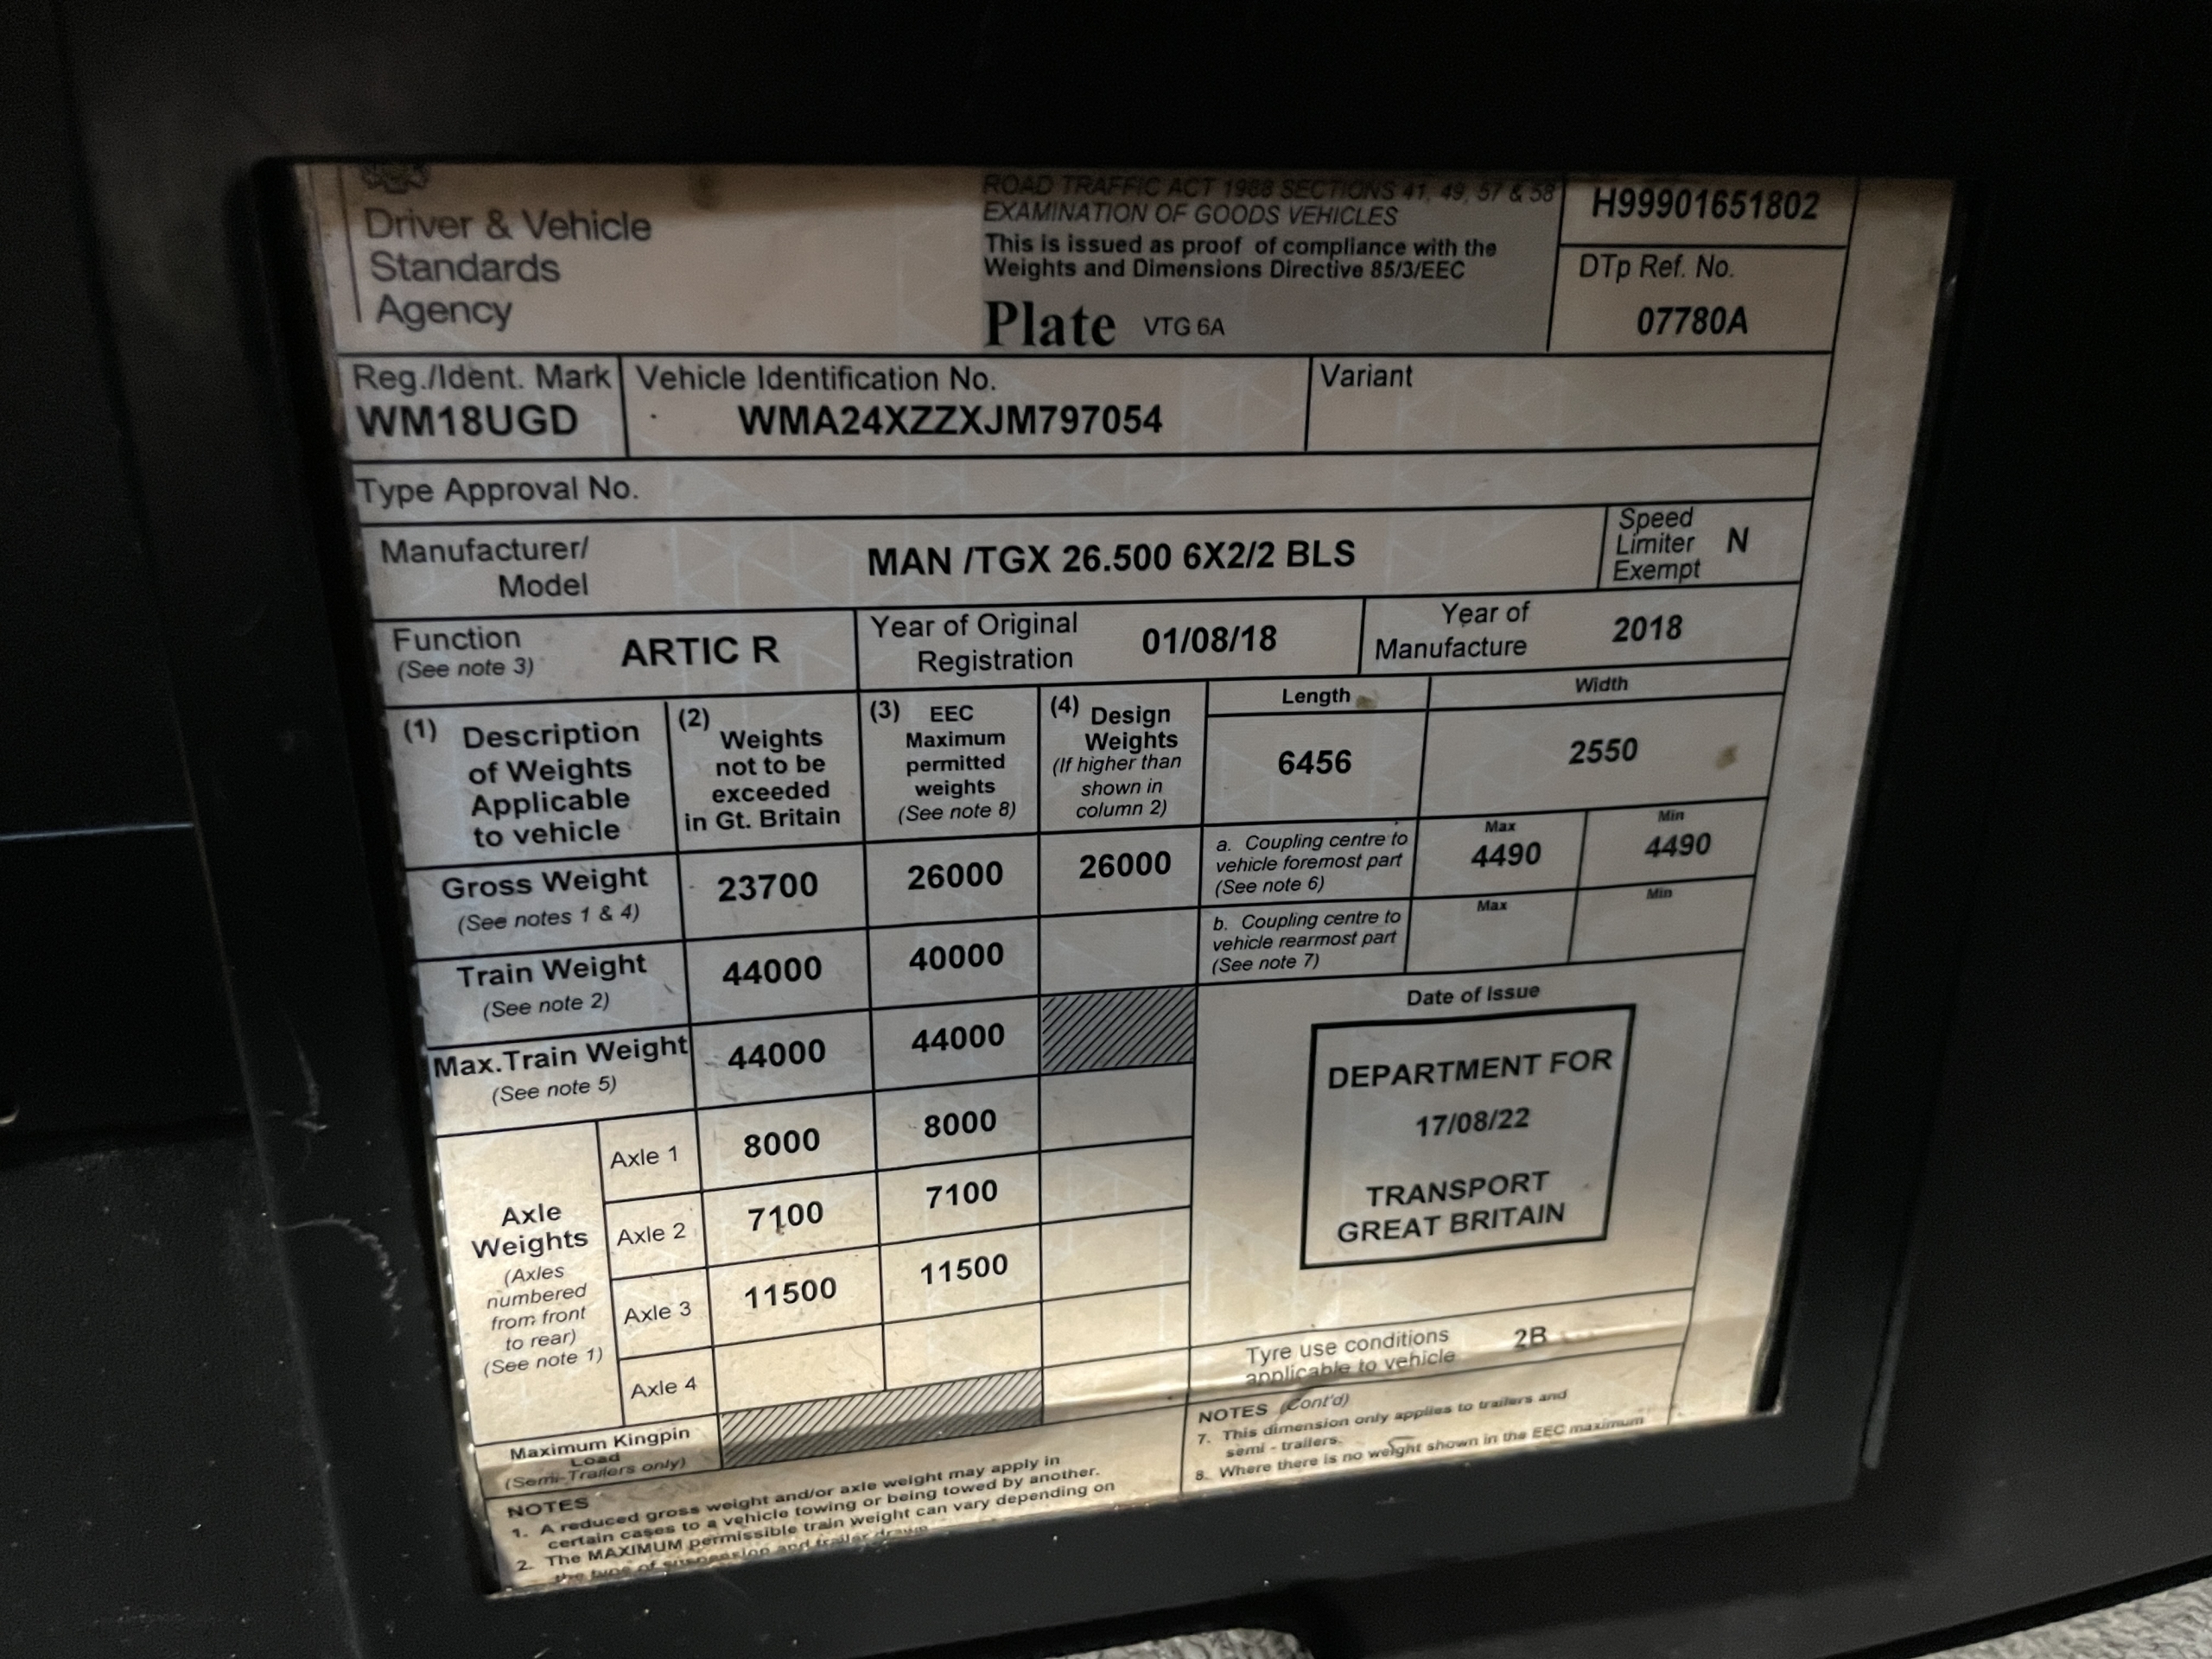 Driver & Vehicle
Standards
Agency
ROAD TRAFFIC ACT 1988 SECTIONS 41, 49, 57 & 58
EXAMINATION OF GOODS VEHICLES
This is issued as proof of compliance with the
Weights and Dimensions Directive 85/3/EEC
Plate VTG 6A
H99901651802
DTp Ref. No.
07780A
Reg./Ident. Mark
WM18UGD
Vehicle Identification No.
WMA24XZZXJM797054
Variant
Type Approval No.
Manufacturer/
Model
MAN /TGX 26.500 6X2/2 BLS
Speed
Limiter
Exempt
N
Function
(See note 3)
ARTIC R
Year of Original
Registration
01/08/18
Year of
Manufacture
2018
(1) Description
of Weights
Applicable
to vehicle
(2) Weights
not to be
exceeded
in Gt. Britain
(3) EEC
Maximum
permitted
weights
(See note 8)
(4) Design
Weights
(If higher than
shown in
column 2)
Length
6456
Width
2550
Gross Weight
(See notes 1 & 4)
23700
26000
26000
a. Coupling centre to
vehicle foremost part
(See note 6)
Max
4490
Min
4490
Train Weight
(See note 2)
44000
40000
b. Coupling centre to
vehicle rearmost part
(See note 7)
Max
Min
Max.Train Weight
(See note 5)
44000
44000
Date of Issue
DEPARTMENT FOR
17/08/22
TRANSPORT
GREAT BRITAIN
Axle
Weights
(Axles
numbered
from front
to rear)
(See note 1)
Axle 1
8000
8000
Axle 2
7100
7100
Axle 3
11500
11500
Axle 4
Tyre use conditions
applicable to vehicle
2B
Maximum Kingpin
Load
(Semi-Trailers only)
NOTES
1. A reduced gross weight and/or axle weight may apply in
certain cases to a vehicle towing or being towed by another.
2. The MAXIMUM permissible train weight can vary depending on
the type of suspension and trailer drawn
NOTES (Cont'd)
7. This dimension only applies to trailers and
semi - trailers.
8. Where there is no weight shown in the EEC maximum